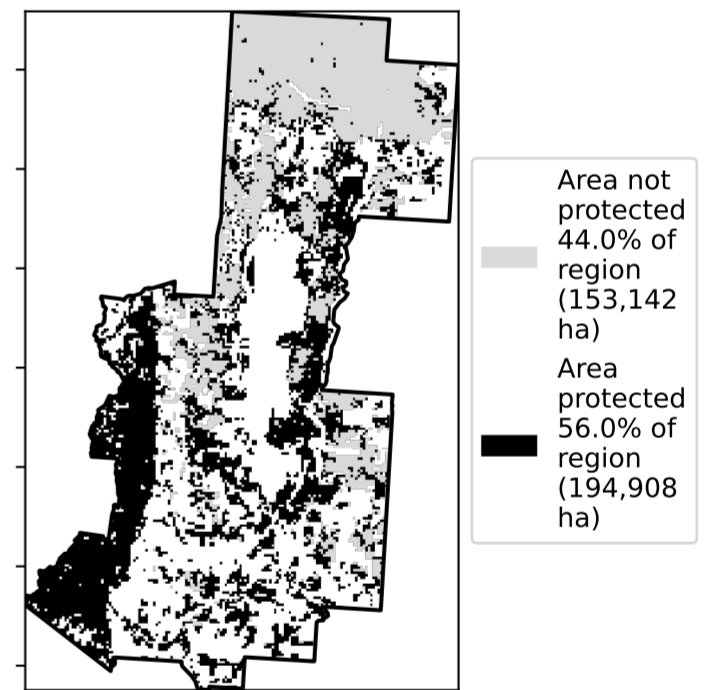 Area not
protected
44.0% of
region
(153,142
ha)
Area
protected
56.0% of
region
(194,908
ha)